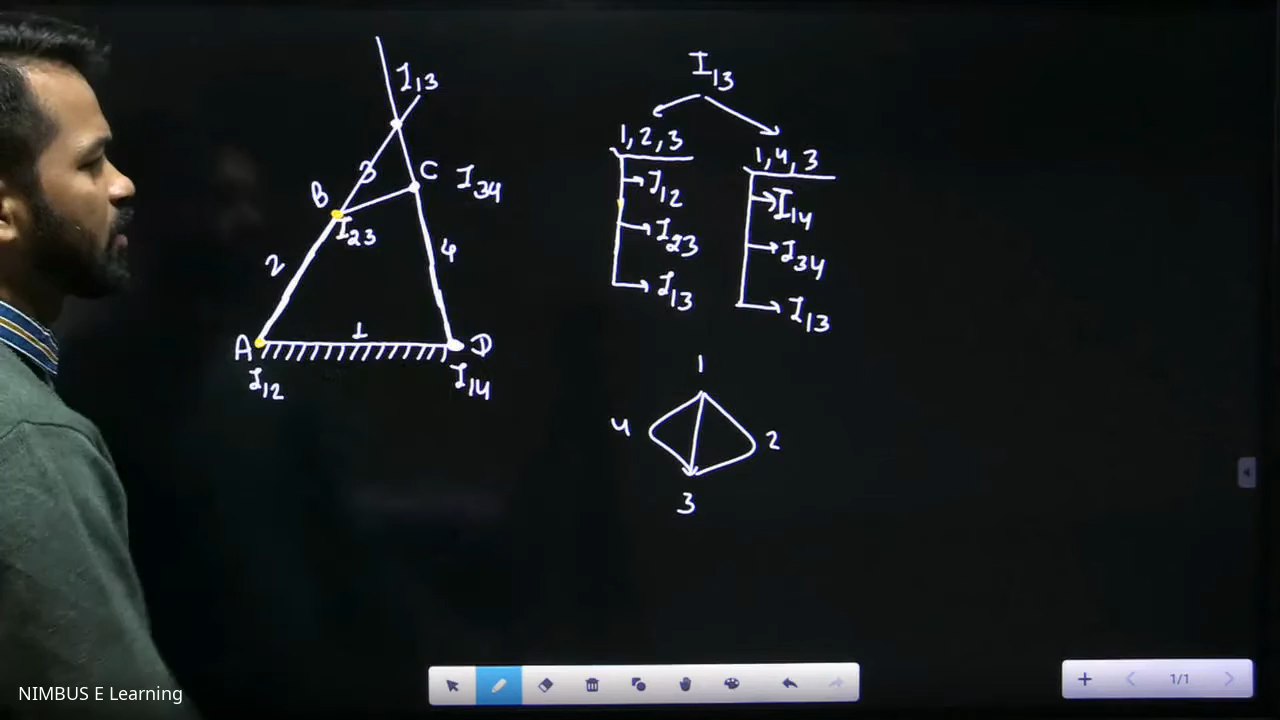 I13
B
3
C
I34
I23
2
4
A
1
D
I12
I14
I13
1, 2, 3
I12
I23
I13
1, 4, 3
I14
I34
I13
1
4
2
3
1/1
NIMBUS E Learning